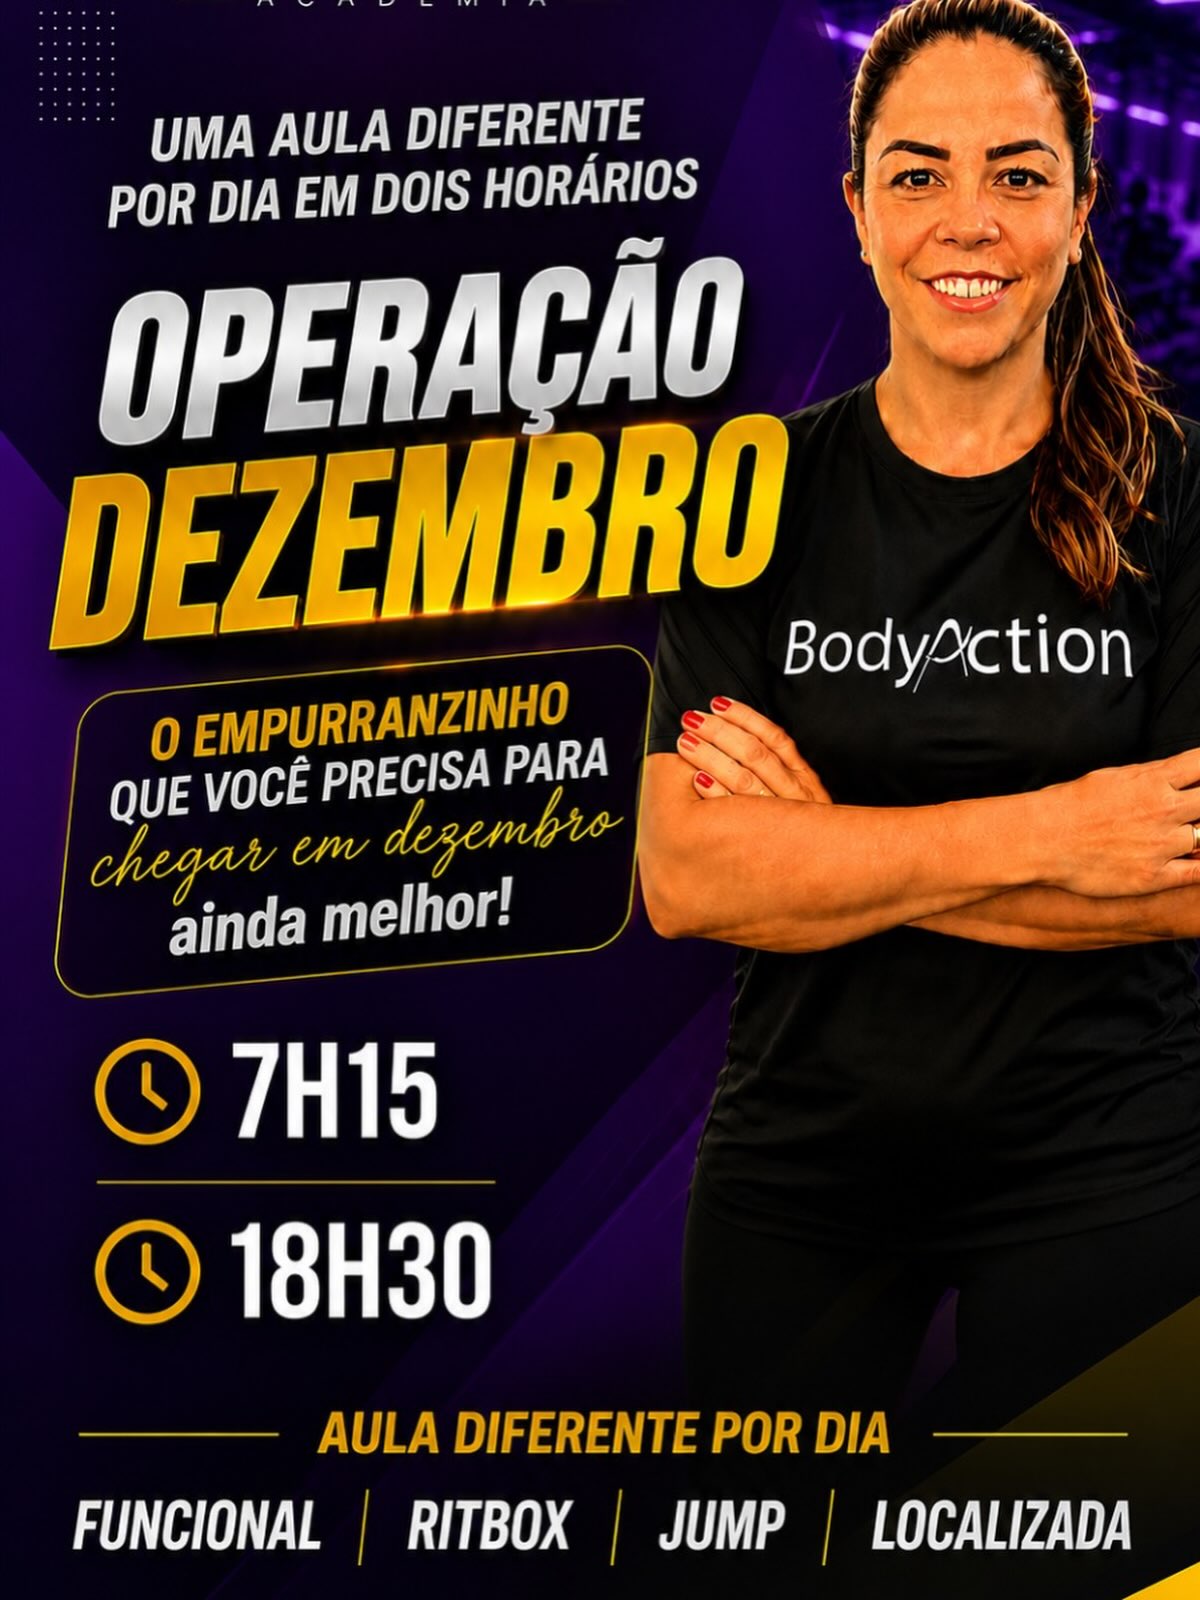 ACADEMIA
UMA AULA DIFERENTE
POR DIA EM DOIS HORÁRIOS
OPERAÇÃO
DEZEMBRO
BodyAction
O EMPURRANZINHO
QUE VOCÊ PRECISA PARA
chegar em dezembro
ainda melhor!
7H15
18H30
AULA DIFERENTE POR DIA
FUNCIONAL | RITBOX | JUMP | LOCALIZADA